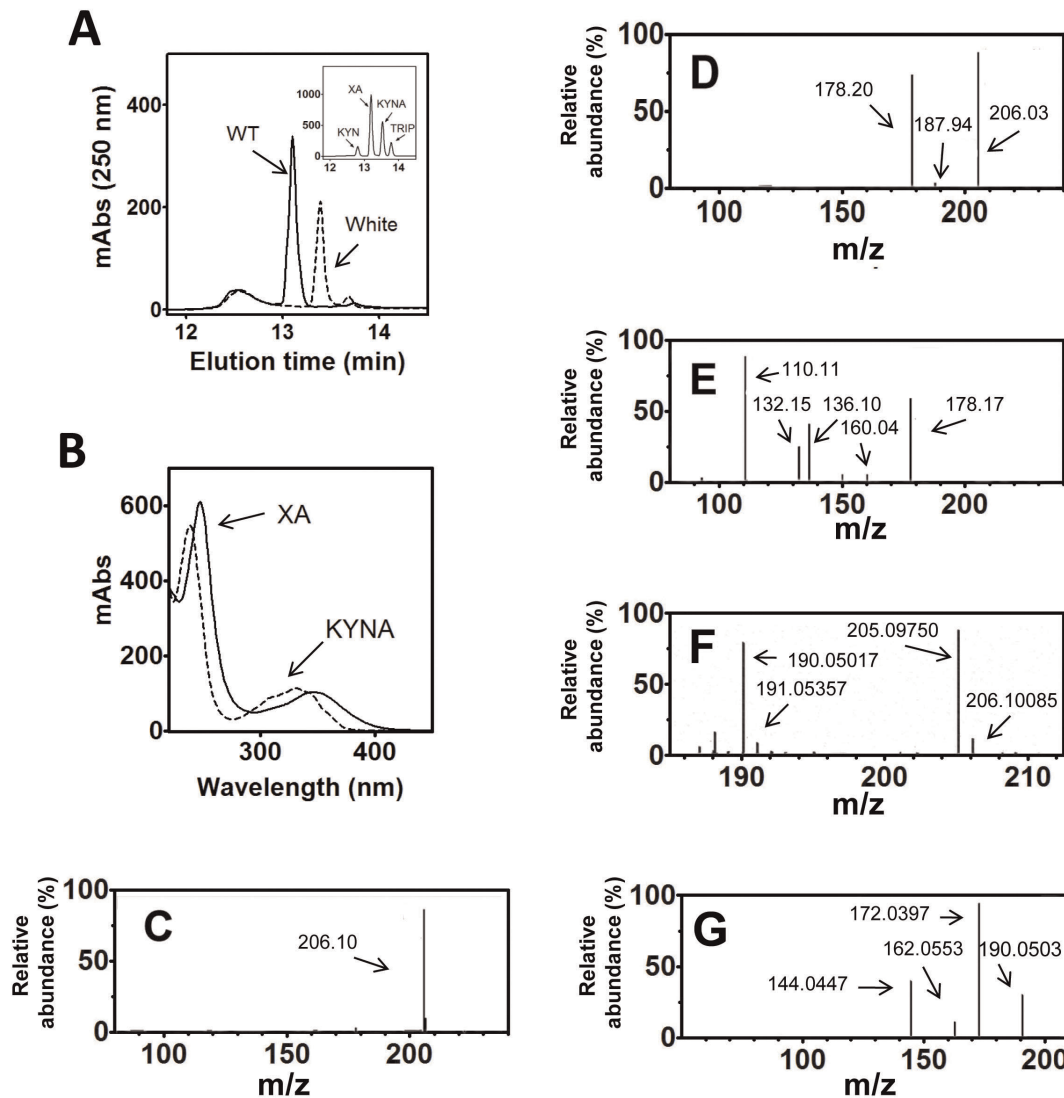 A
mAbs (250 nm)
400
200
0
WT
White
12
13
14
Elution time (min)
1000
500
0
XA
KYNA
KYN
TRIP
12
13
14
B
mAbs
600
400
200
0
XA
KYNA
300
400
Wavelength (nm)
C
Relative
abundance (%)
100
50
0
206.10
100
150
200
m/z
D
Relative
abundance (%)
100
50
0
178.20
187.94
206.03
100
150
200
m/z
E
Relative
abundance (%)
100
50
0
110.11
132.15
136.10
160.04
178.17
100
150
200
m/z
F
Relative
abundance (%)
100
50
0
190.05017
191.05357
205.09750
206.10085
190
200
210
m/z
G
Relative
abundance (%)
100
50
0
172.0397
162.0553
190.0503
144.0447
100
150
200
m/z